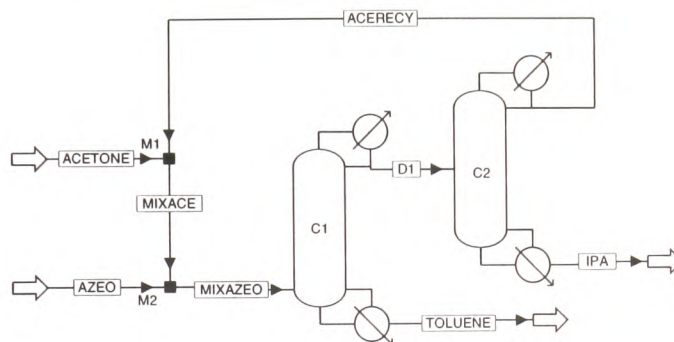 ACERECY
M1
ACETONE
D1
C2
MIXACE
C1
IPA
AZEO
M2
MIXAZEO
TOLUENE